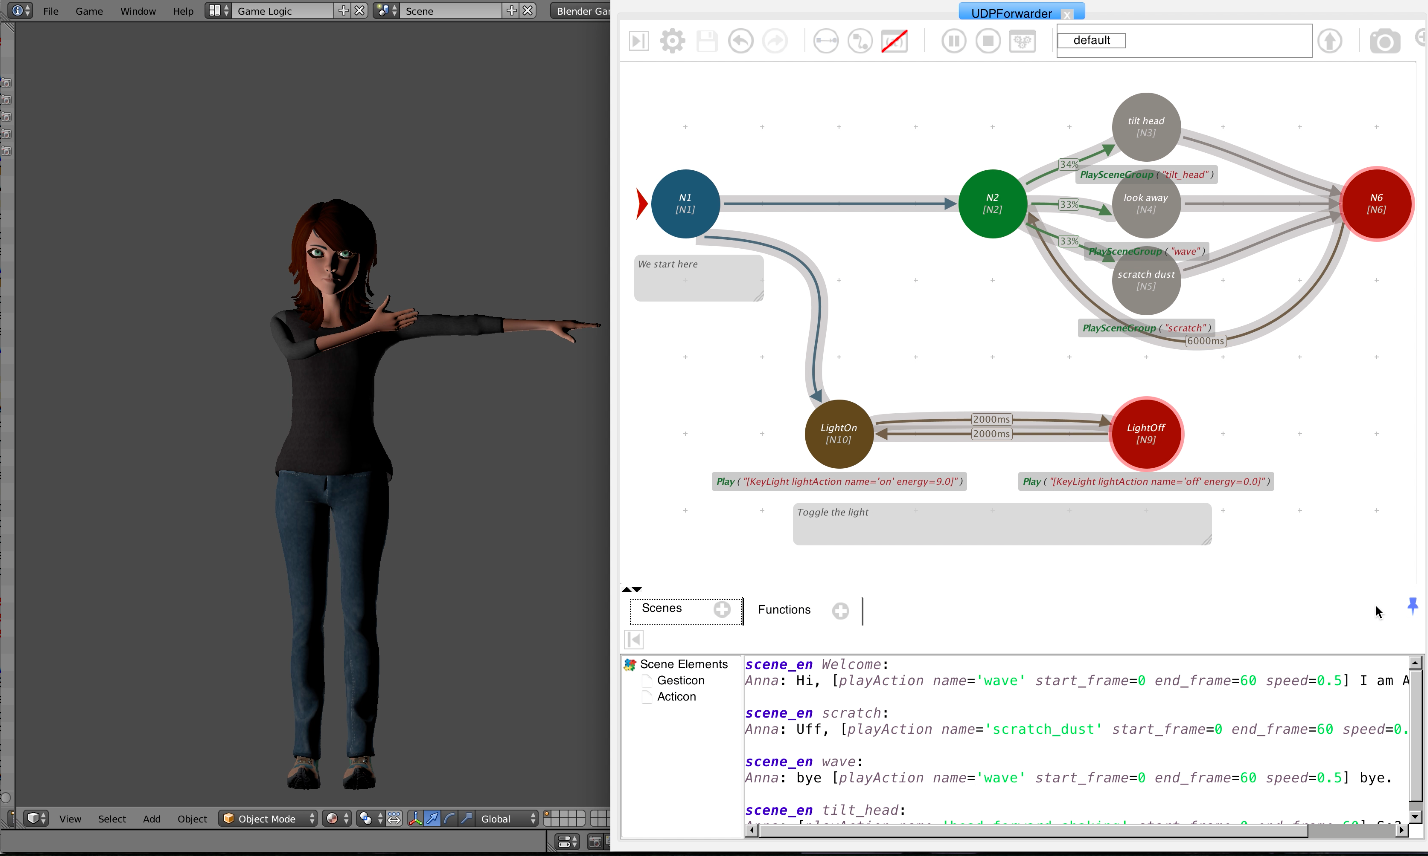 File Game Window Help Game Logic Scene Blender Ga
UDPForwarder
default
tilt head
[N3]
34%
PlaySceneGroup ( "tilt_head" )
N1
[N1]
N2
[N2]
33%
look away
[N4]
N6
[N6]
33%
PlaySceneGroup ( "wave" )
We start here
scratch dust
[N5]
PlaySceneGroup ( "scratch" )
6000ms
LightOn
[N10]
2000ms
2000ms
LightOff
[N9]
Play ( "[KeyLight lightAction name='on' energy=9.0]" )
Play ( "[KeyLight lightAction name='off' energy=0.0]" )
Toggle the light
Scenes
Functions
Scene Elements
Gesticon
Acticon
scene_en Welcome:
Anna: Hi, [playAction name='wave' start_frame=0 end_frame=60 speed=0.5] I am A
scene_en scratch:
Anna: Uff, [playAction name='scratch_dust' start_frame=0 end_frame=60 speed=0.
scene_en wave:
Anna: bye [playAction name='wave' start_frame=0 end_frame=60 speed=0.5] bye.
scene_en tilt_head:
View Select Add Object Object Mode Global